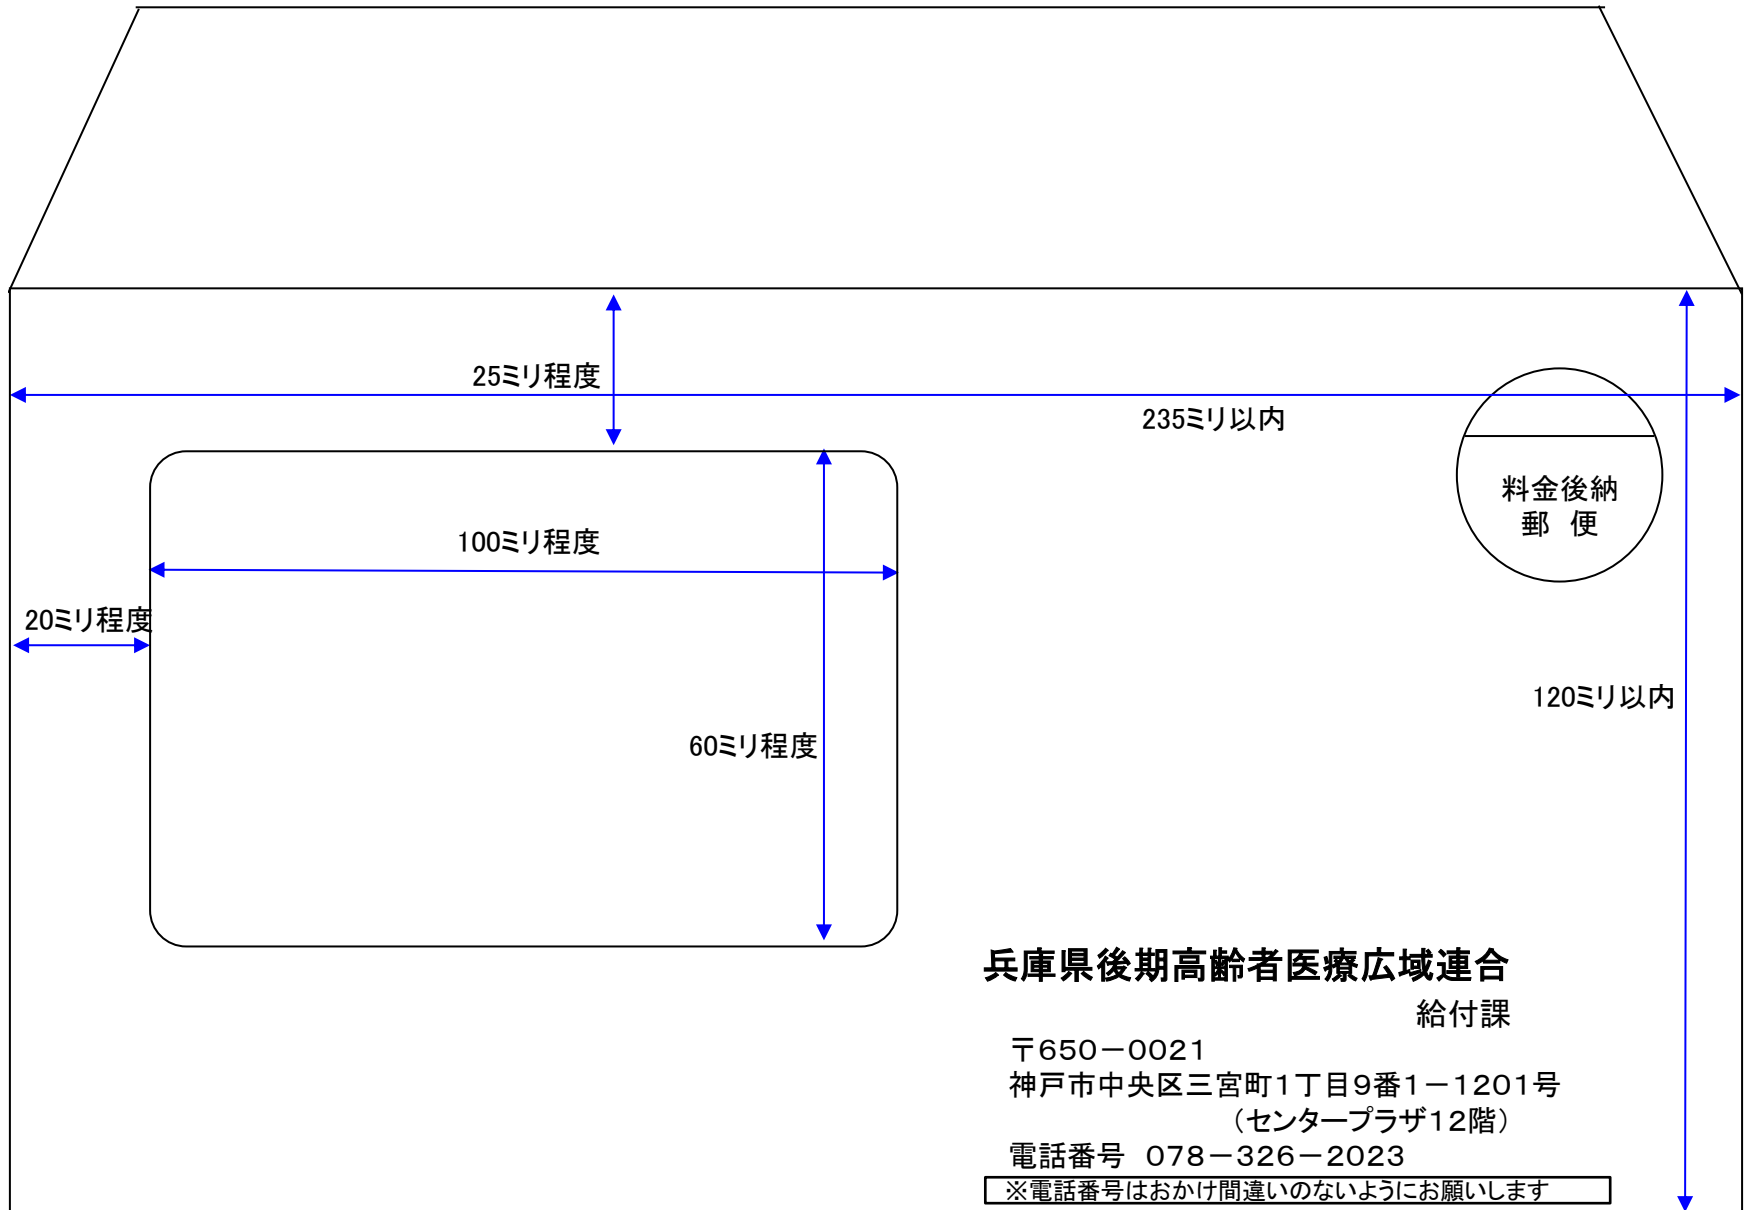 25ミリ程度
235ミリ以内
料金後納
郵 便
100ミリ程度
20ミリ程度
120ミリ以内
60ミリ程度
兵庫県後期高齢者医療広域連合
給付課
〒650－0021
神戸市中央区三宮町1丁目9番1－1201号
（センタープラザ12階）
電話番号 078－326－2023
※電話番号はおかけ間違いのないようにお願いします